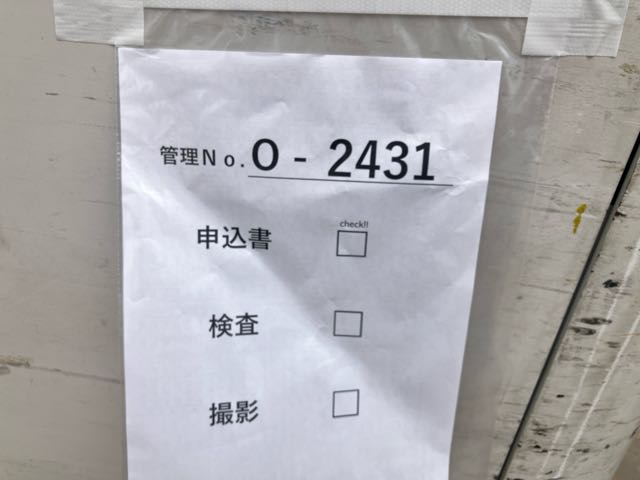 管理No. O - 2431
check!!
申込書 □
検査 □
撮影 □